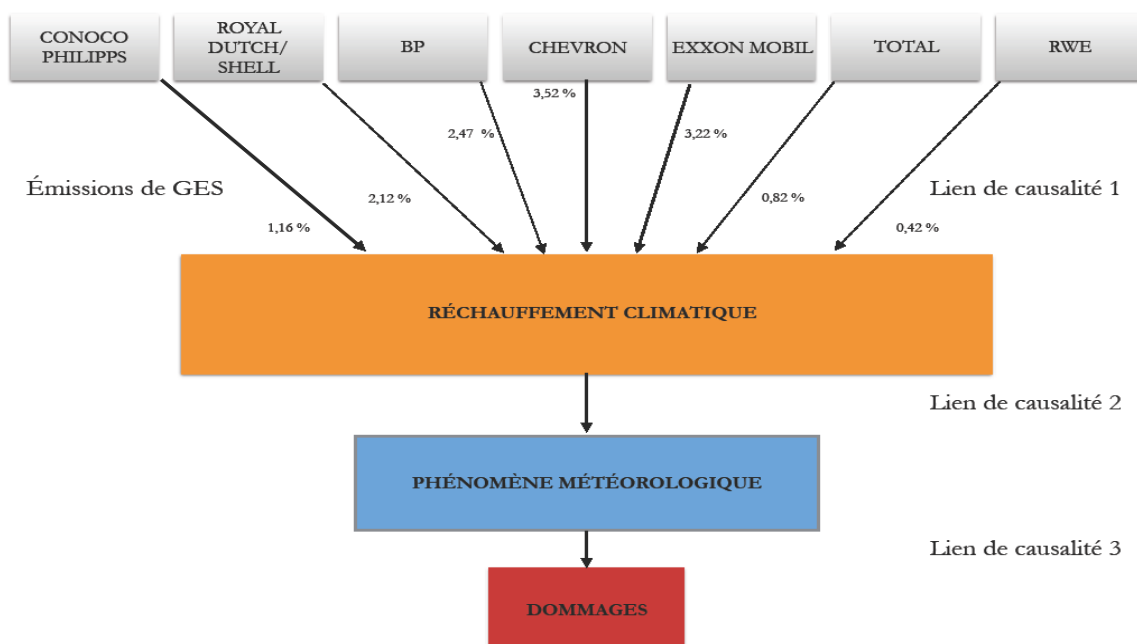 CONOCO
PHILIPPS
ROYAL
DUTCH/
SHELL
BP
CHEVRON
EXXON MOBIL
TOTAL
RWE
3,52 %
2,47 %
3,22 %
Émissions de GES
Lien de causalité 1
2,12 %
0,82 %
1,16 %
0,42 %
RÉCHAUFFEMENT CLIMATIQUE
Lien de causalité 2
PHÉNOMÈNE MÉTÉOROLOGIQUE
Lien de causalité 3
DOMMAGES